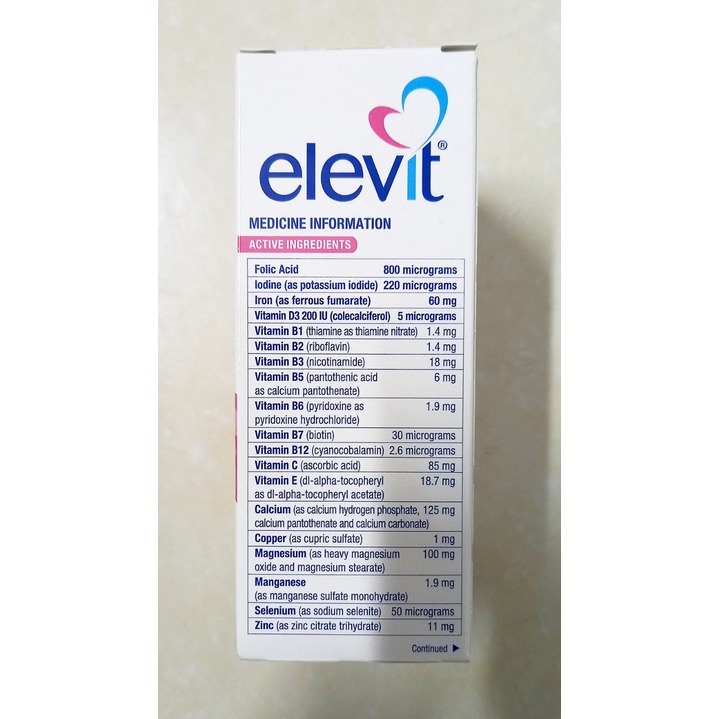 elevit®
MEDICINE INFORMATION
ACTIVE INGREDIENTS
Folic Acid 800 micrograms
Iodine (as potassium iodide) 220 micrograms
Iron (as ferrous fumarate) 60 mg
Vitamin D3 200 IU (colecalciferol) 5 micrograms
Vitamin B1 (thiamine as thiamine nitrate) 1.4 mg
Vitamin B2 (riboflavin) 1.4 mg
Vitamin B3 (nicotinamide) 18 mg
Vitamin B5 (pantothenic acid 6 mg
as calcium pantothenate)
Vitamin B6 (pyridoxine as 1.9 mg
pyridoxine hydrochloride)
Vitamin B7 (biotin) 30 micrograms
Vitamin B12 (cyanocobalamin) 2.6 micrograms
Vitamin C (ascorbic acid) 85 mg
Vitamin E (dl-alpha-tocopheryl 18.7 mg
as dl-alpha-tocopheryl acetate)
Calcium (as calcium hydrogen phosphate, 125 mg
calcium pantothenate and calcium carbonate)
Copper (as cupric sulfate) 1 mg
Magnesium (as heavy magnesium 100 mg
oxide and magnesium stearate)
Manganese 1.9 mg
(as manganese sulfate monohydrate)
Selenium (as sodium selenite) 50 micrograms
Zinc (as zinc citrate trihydrate) 11 mg
Continued ▶